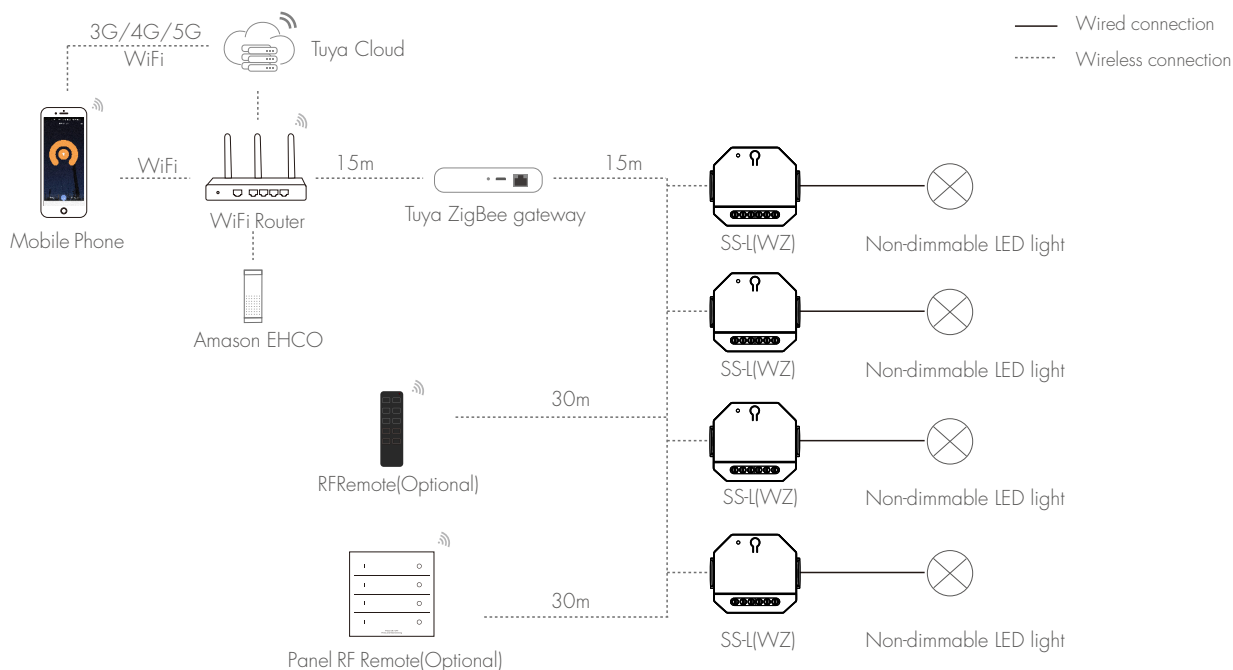 3G/4G/5G
WiFi
Tuya Cloud
Wired connection
Wireless connection
WiFi
15m
15m
WiFi Router
Tuya ZigBee gateway
Mobile Phone
SS-L(WZ)
Non-dimmable LED light
Amason EHCO
SS-L(WZ)
Non-dimmable LED light
30m
RFRemote(Optional)
SS-L(WZ)
Non-dimmable LED light
30m
SS-L(WZ)
Non-dimmable LED light
Panel RF Remote(Optional)